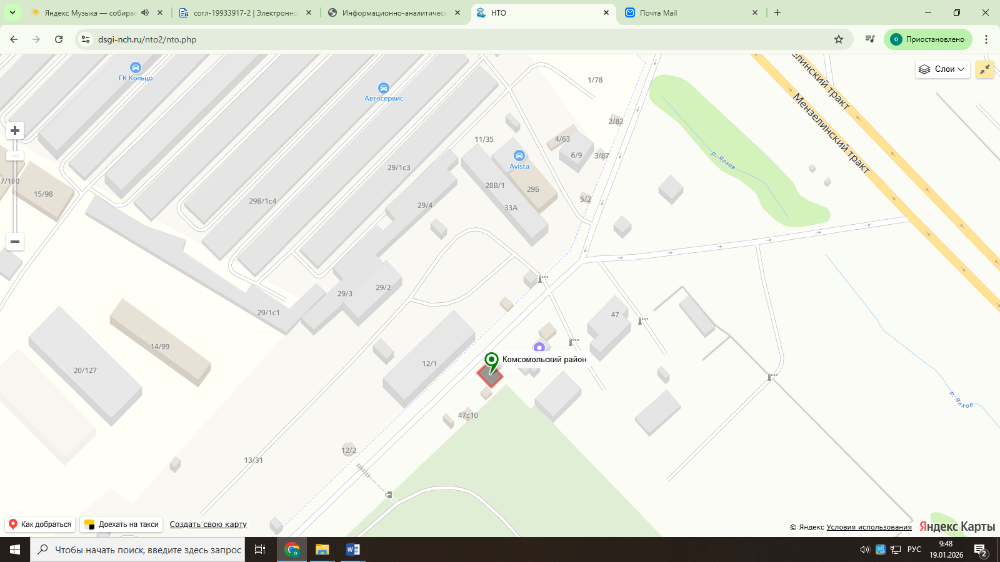 Яндекс Музыка — собирае
согл-19933917-2 | Электронно
Информационно-аналитическ
НТО
Почта Mail
dsgi-nch.ru/nto2/nto.php
о
Приостановлено
Слои
ГК Кольцо
Автосервис
1/78
Мензелинский тракт
елинский тракт
2/82
11/35
4/63
6/9
3/87
р. Ялхов
Avista
29/1с3
7/100
15/98
28В/1
29Б
29В/1с4
29/4
33А
5/2
29/3
29/2
29/1с1
47
14/99
20/127
12/1
Комсомольский район
р. Ялховь
47с10
12/2
13/31
Как добраться
Доехать на такси
Создать свою карту
© Яндекс Условия использования
Яндекс Карты
Чтобы начать поиск, введите здесь запрос
РУС
9:48
19.01.2026
2